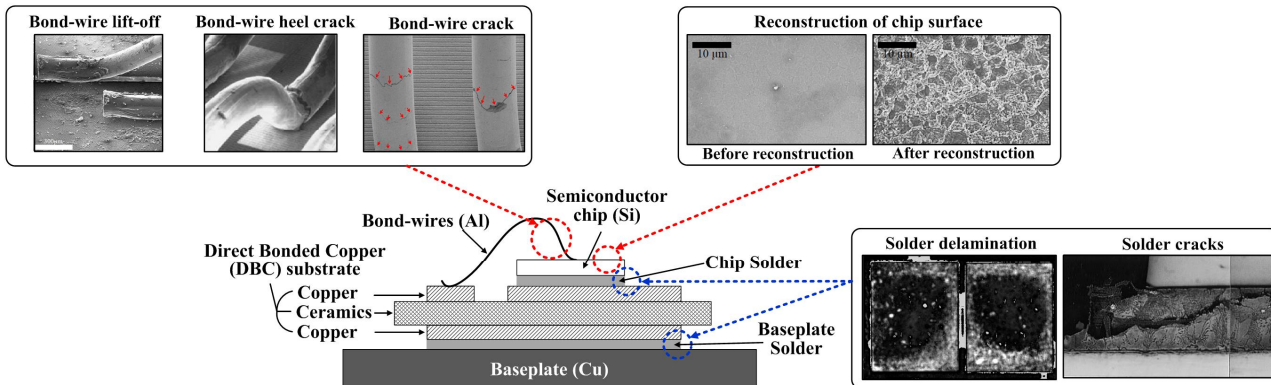 Bond-wire lift-off
Bond-wire heel crack
Bond-wire crack
Reconstruction of chip surface
10 μm
10 μm
Before reconstruction
After reconstruction
Semiconductor
chip (Si)
Bond-wires (Al)
Direct Bonded Copper
(DBC) substrate
Copper
Ceramics
Copper
Chip Solder
Baseplate
Solder
Baseplate (Cu)
Solder delamination
Solder cracks